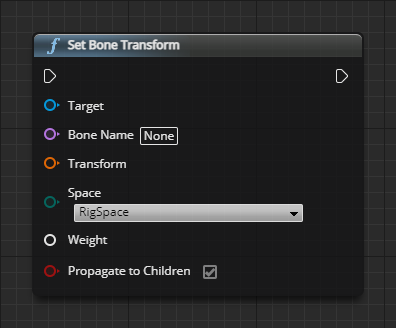 Set Bone Transform
Target
Bone Name None
Transform
Space
RigSpace
Weight
Propagate to Children